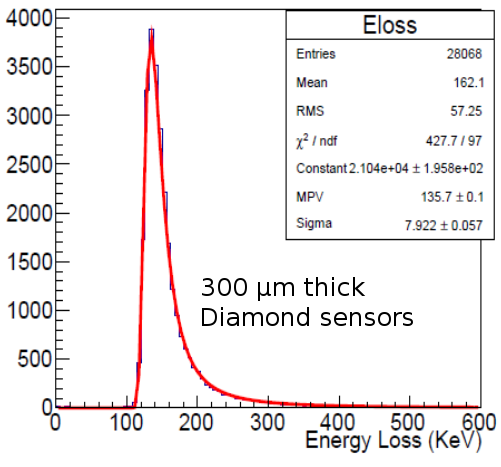 Eloss
Entries 28068
Mean 162.1
RMS 57.25
χ² / ndf 427.7 / 97
Constant 2.104e+04 ± 1.958e+02
MPV 135.7 ± 0.1
Sigma 7.922 ± 0.057
4000
3500
3000
2500
2000
1500
1000
500
0
300 μm thick
Diamond sensors
0 100 200 300 400 500 600
Energy Loss (KeV)